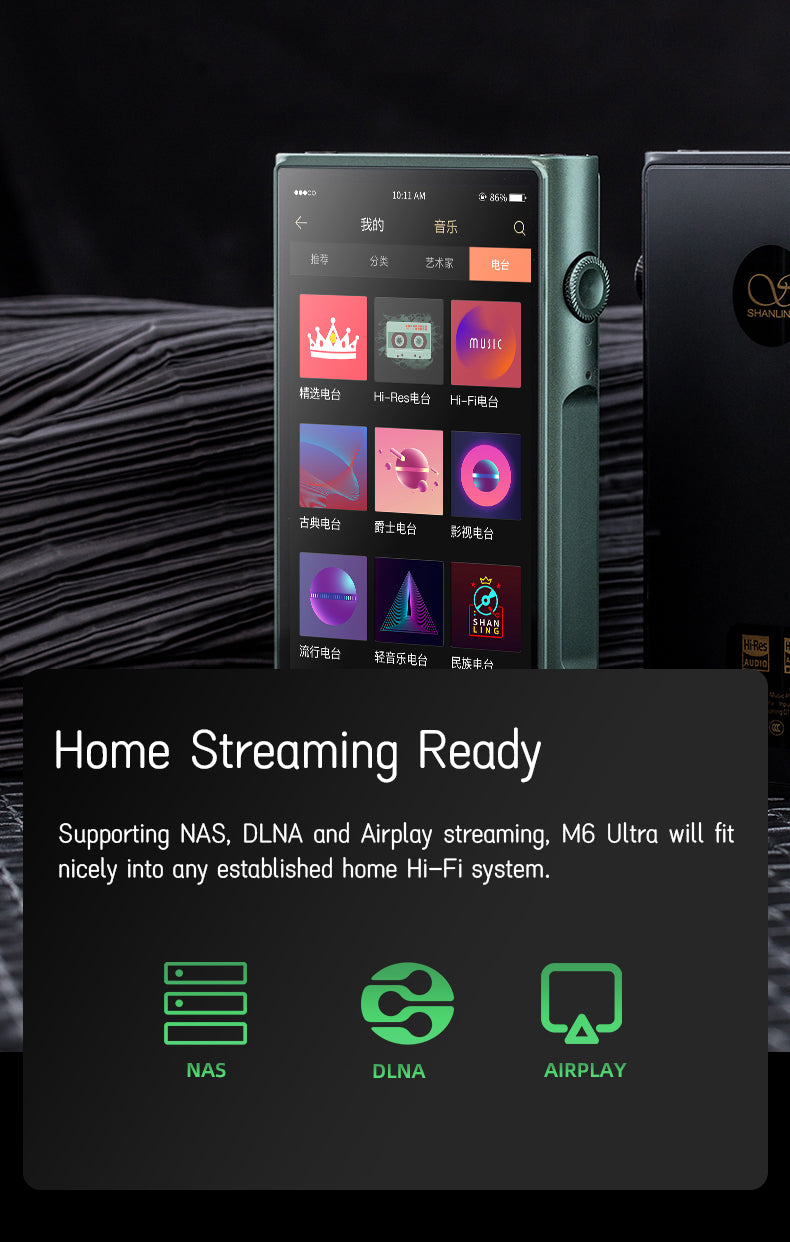 10:11 AM
86%
我的
音乐
推荐
分类
艺术家
电台
MUSIC
精选电台
Hi-Res电台
Hi-Fi电台
古典电台
爵士电台
影视电台
SHAN
LING
流行电台
轻音乐电台
民族电台
Hi-Res
AUDIO
Home Streaming Ready
Supporting NAS, DLNA and Airplay streaming, M6 Ultra will fit
nicely into any established home Hi-Fi system.
NAS
DLNA
AIRPLAY